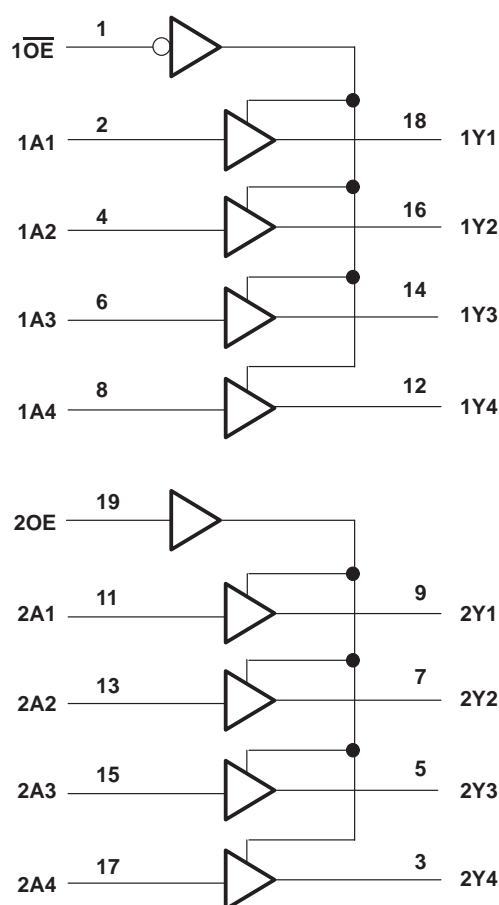 1O̅E̅ 1
1A1 2 18 1Y1
1A2 4 16 1Y2
1A3 6 14 1Y3
1A4 8 12 1Y4
2OE 19
2A1 11 9 2Y1
2A2 13 7 2Y2
2A3 15 5 2Y3
2A4 17 3 2Y4